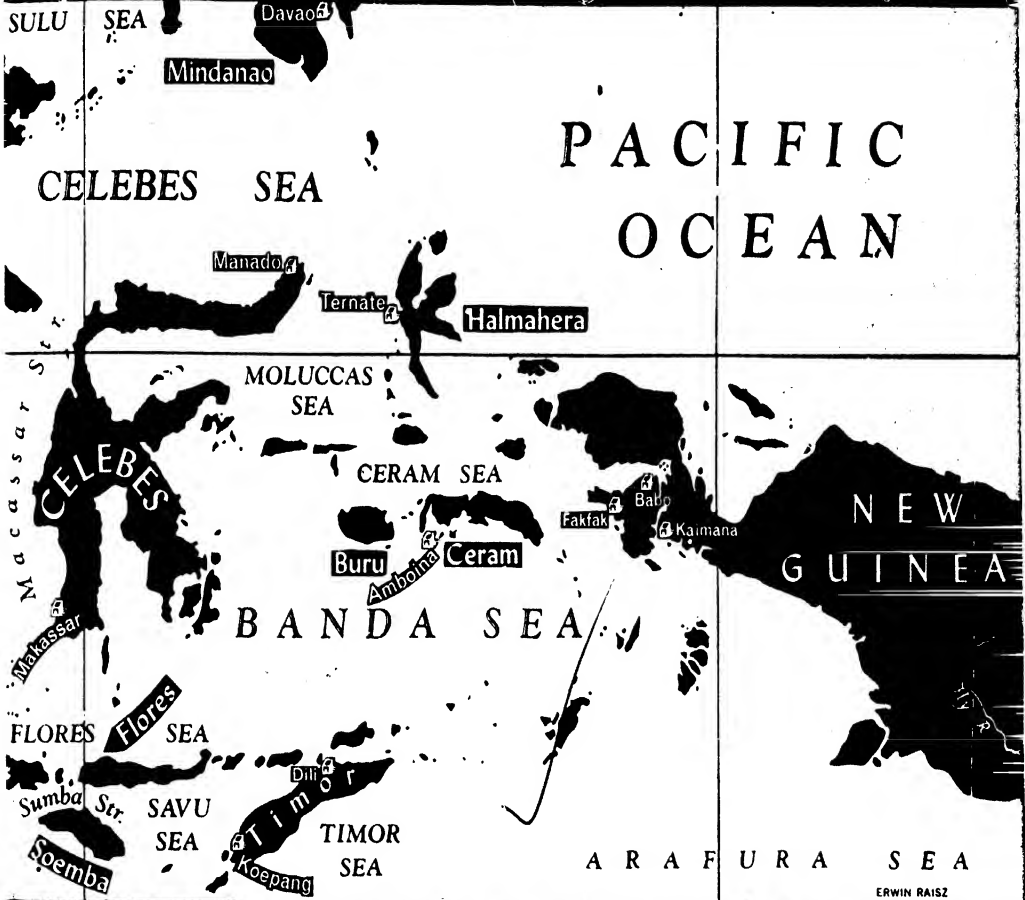 SULU SEA
Davao
Mindanao
PACIFIC
OCEAN
CELEBES SEA
Manado
Ternate
Halmahera
Macassar Str.
MOLUCCAS
SEA
CELEBES
CERAM SEA
Babo
Fakfak
Kaimana
NEW
GUINEA
Buru
Amboina
Ceram
Makassar
BANDA SEA
Flores
FLORES SEA
Dili
Timor
Sumba Str.
SAVU
SEA
TIMOR
SEA
Soemba
Koepang
ARAFURA SEA
ERWIN RAISZ